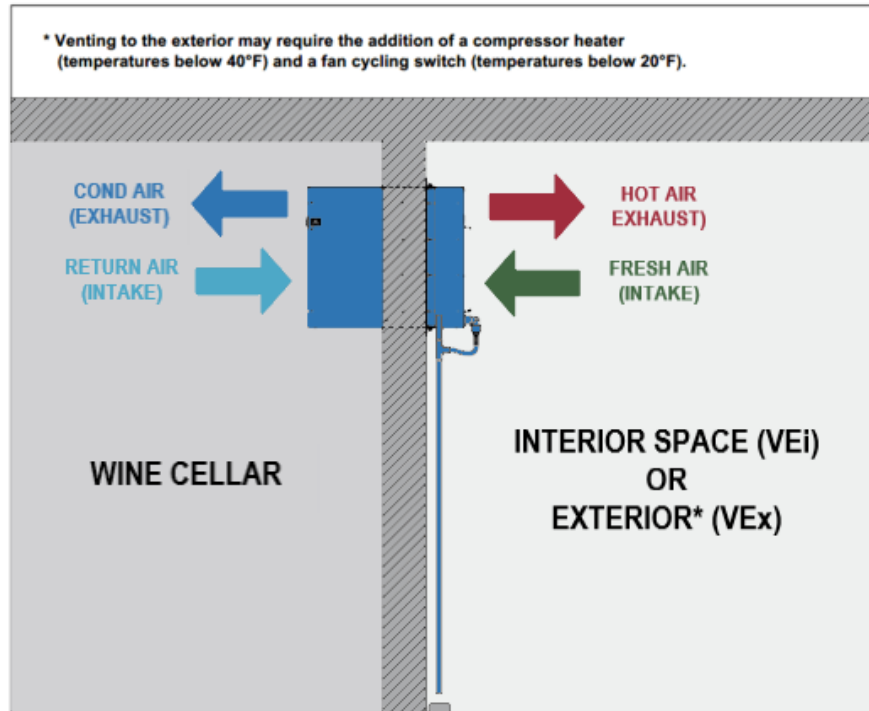 * Venting to the exterior may require the addition of a compressor heater
(temperatures below 40°F) and a fan cycling switch (temperatures below 20°F).
COND AIR
(EXHAUST)
RETURN AIR
(INTAKE)
HOT AIR
EXHAUST)
FRESH AIR
(INTAKE)
WINE CELLAR
INTERIOR SPACE (VEi)
OR
EXTERIOR* (VEx)